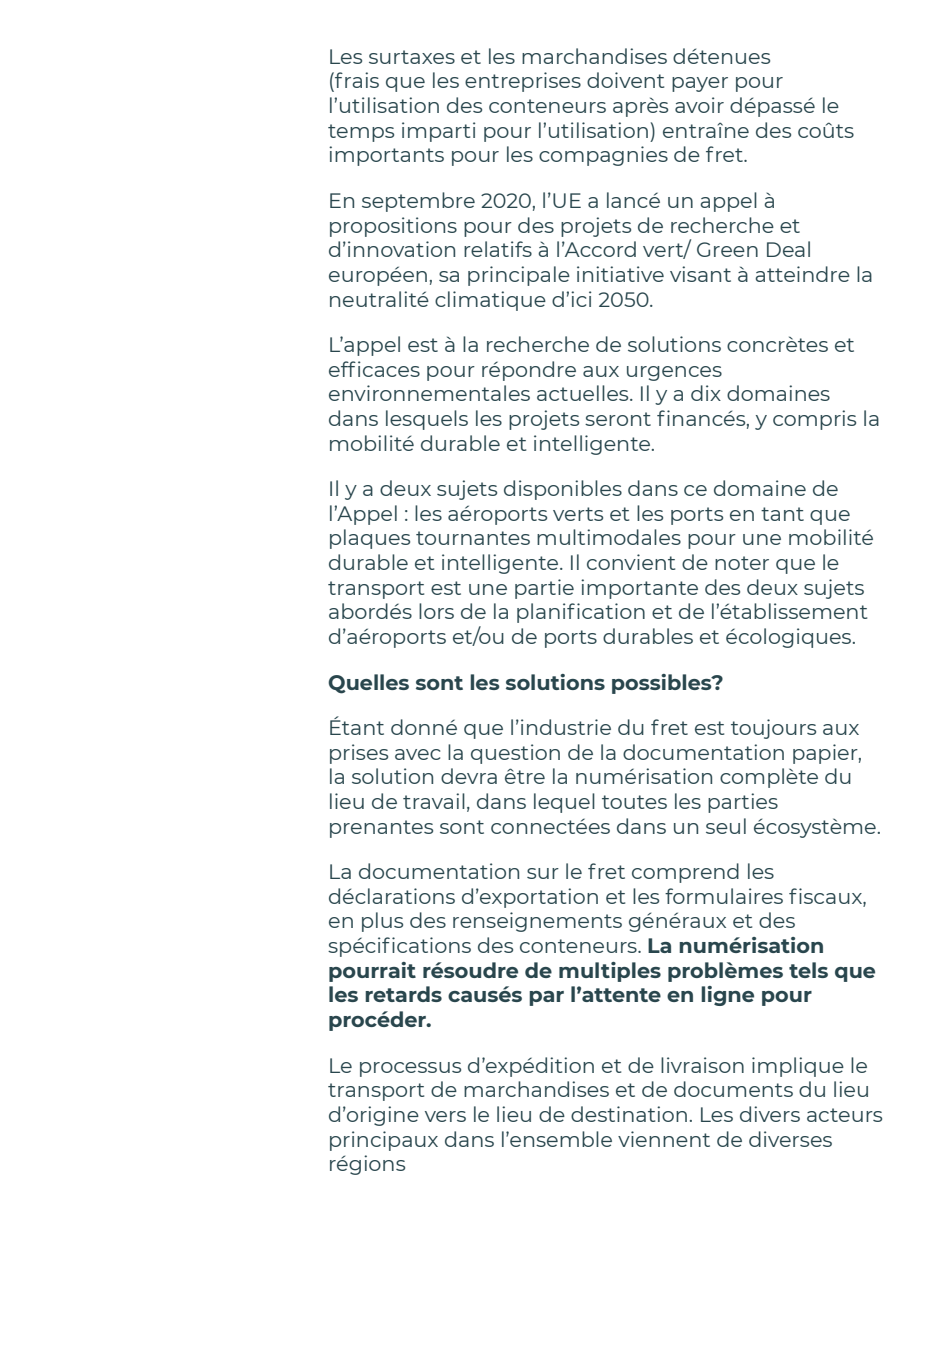 Les surtaxes et les marchandises détenues
(frais que les entreprises doivent payer pour
l’utilisation des conteneurs après avoir dépassé le
temps imparti pour l’utilisation) entraîne des coûts
importants pour les compagnies de fret.
En septembre 2020, l’UE a lancé un appel à
propositions pour des projets de recherche et
d’innovation relatifs à l’Accord vert/ Green Deal
européen, sa principale initiative visant à atteindre la
neutralité climatique d’ici 2050.
L’appel est à la recherche de solutions concrètes et
efficaces pour répondre aux urgences
environnementales actuelles. Il y a dix domaines
dans lesquels les projets seront financés, y compris la
mobilité durable et intelligente.
Il y a deux sujets disponibles dans ce domaine de
l’Appel : les aéroports verts et les ports en tant que
plaques tournantes multimodales pour une mobilité
durable et intelligente. Il convient de noter que le
transport est une partie importante des deux sujets
abordés lors de la planification et de l’établissement
d’aéroports et/ou de ports durables et écologiques.
Quelles sont les solutions possibles?
Étant donné que l’industrie du fret est toujours aux
prises avec la question de la documentation papier,
la solution devra être la numérisation complète du
lieu de travail, dans lequel toutes les parties
prenantes sont connectées dans un seul écosystème.
La documentation sur le fret comprend les
déclarations d’exportation et les formulaires fiscaux,
en plus des renseignements généraux et des
spécifications des conteneurs. La numérisation
pourrait résoudre de multiples problèmes tels que
les retards causés par l’attente en ligne pour
procéder.
Le processus d’expédition et de livraison implique le
transport de marchandises et de documents du lieu
d’origine vers le lieu de destination. Les divers acteurs
principaux dans l’ensemble viennent de diverses
régions